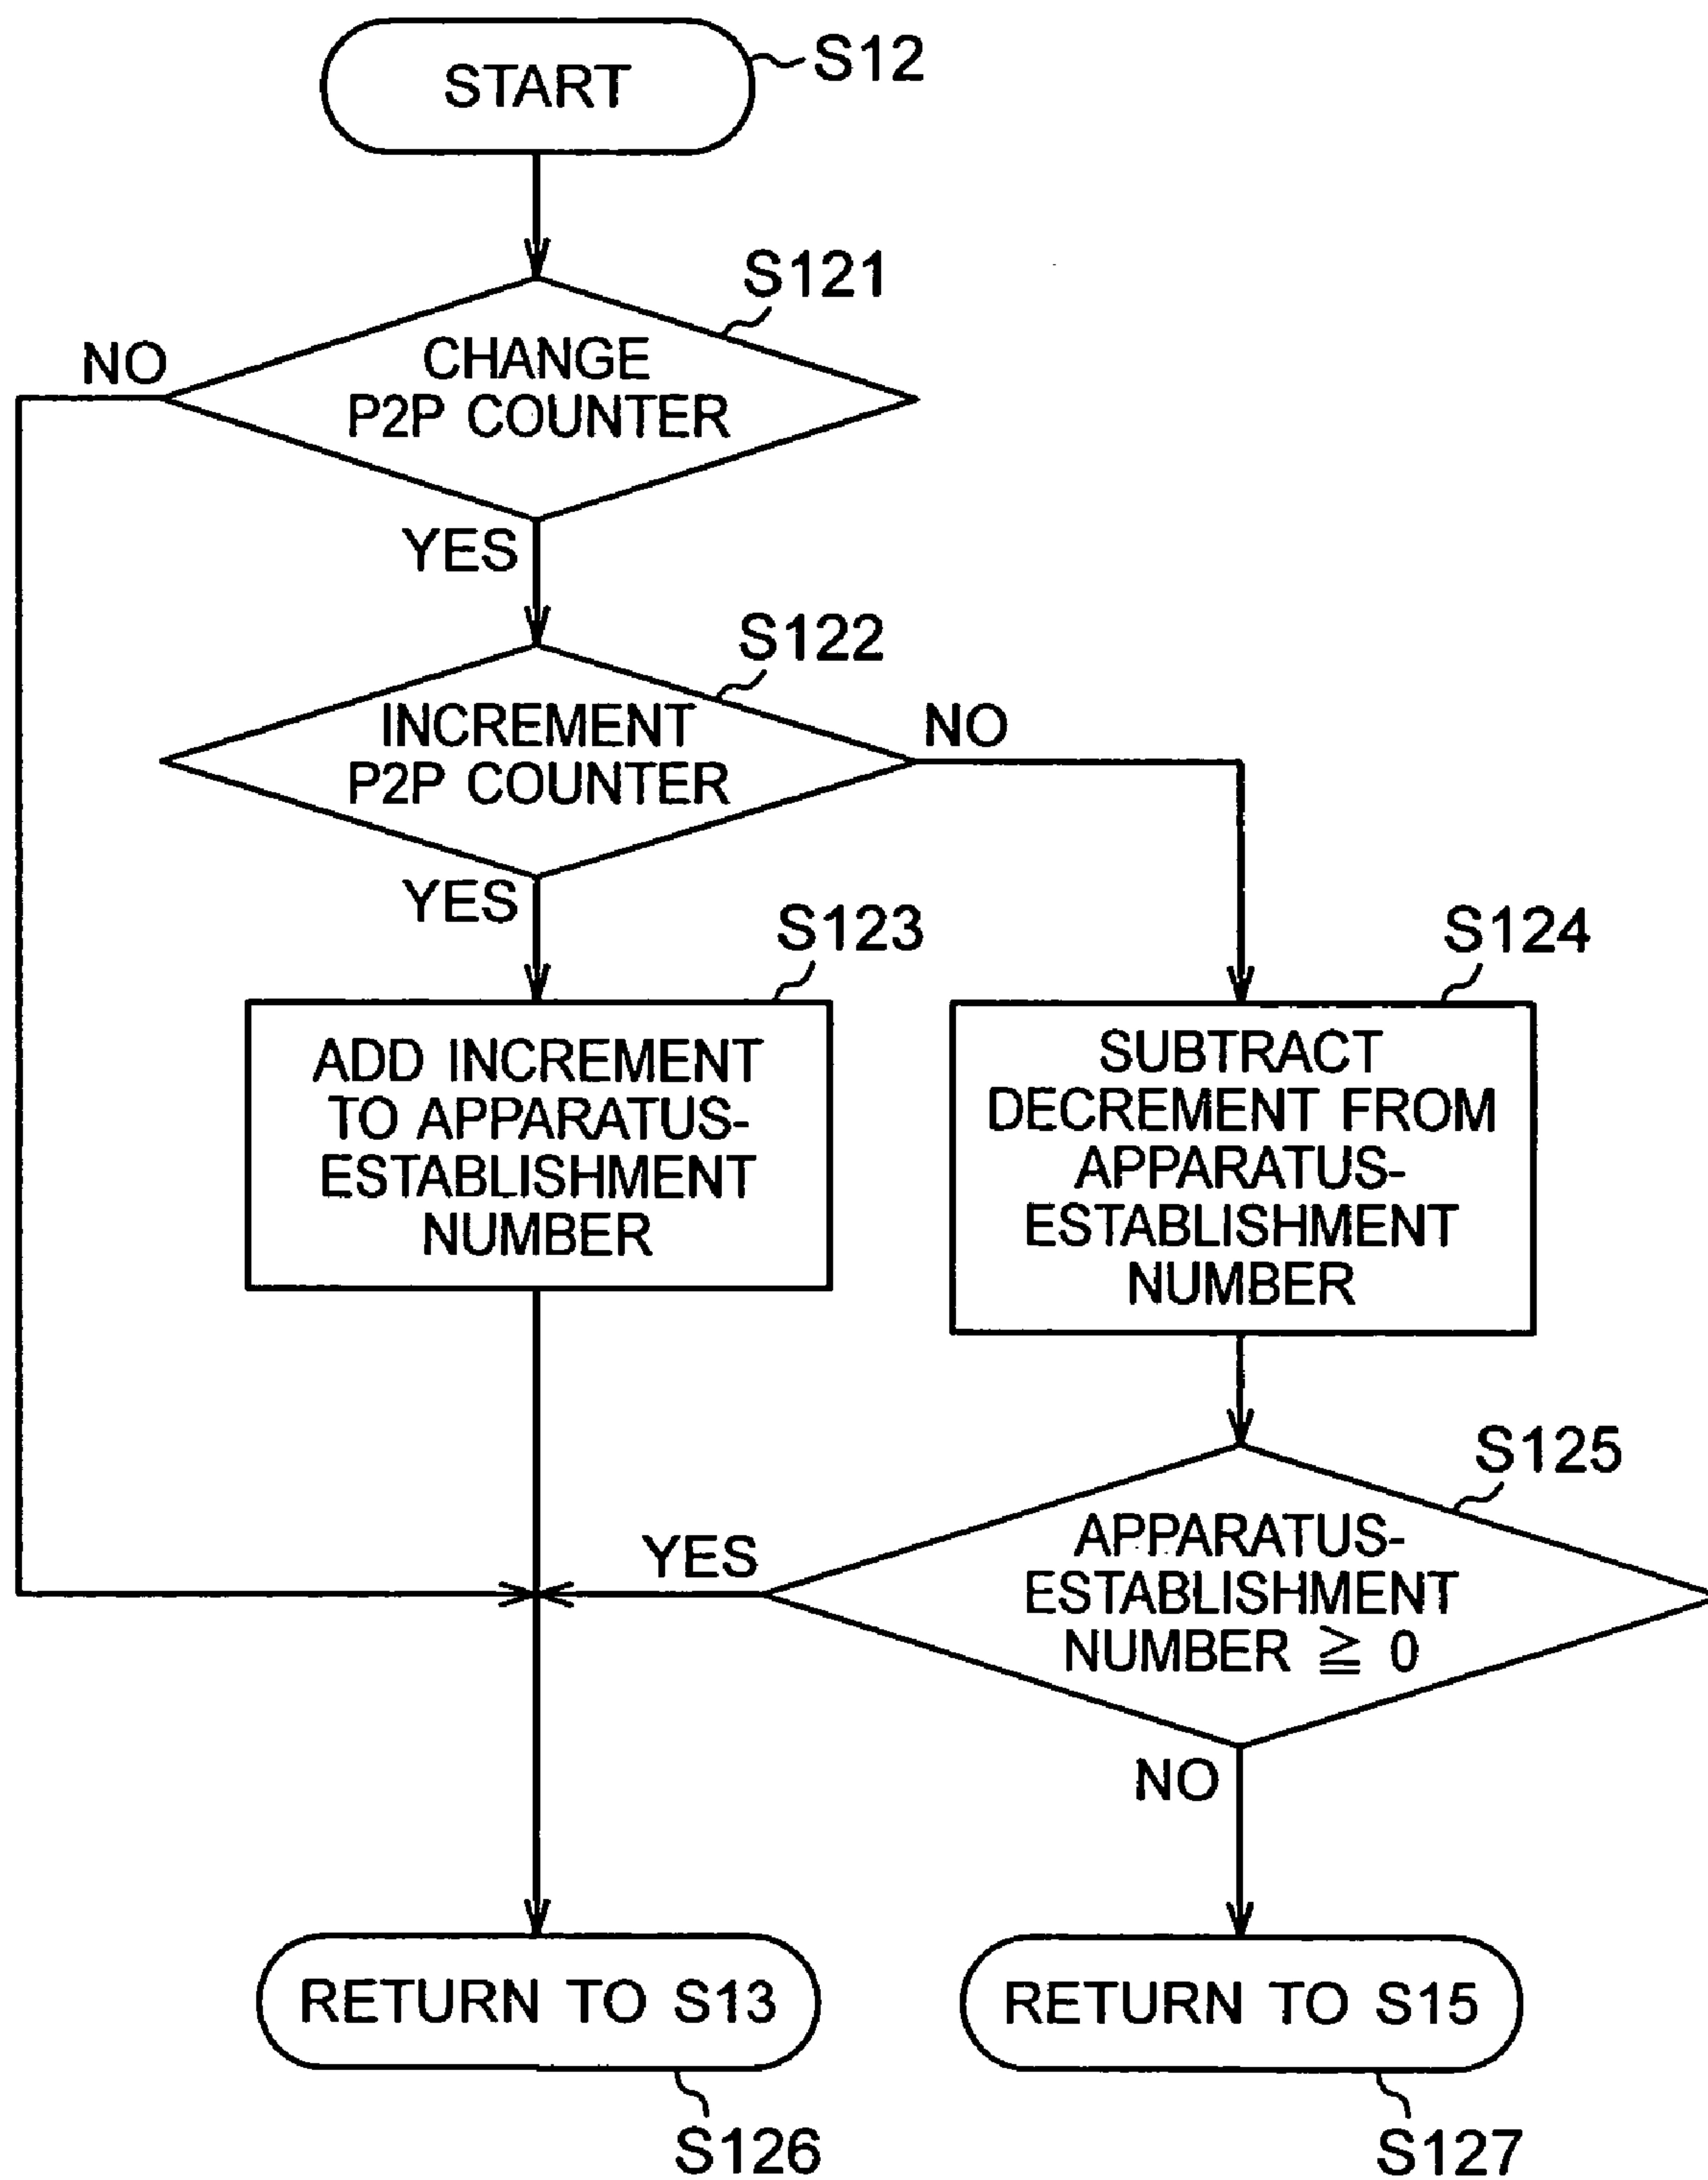 START
S12
S121
NO
CHANGE
P2P COUNTER
YES
S122
INCREMENT
P2P COUNTER
NO
YES
S123
ADD INCREMENT
TO APPARATUS-
ESTABLISHMENT
NUMBER
S124
SUBTRACT
DECREMENT FROM
APPARATUS-
ESTABLISHMENT
NUMBER
S125
YES
APPARATUS-
ESTABLISHMENT
NUMBER ≧ 0
NO
RETURN TO S13
S126
RETURN TO S15
S127